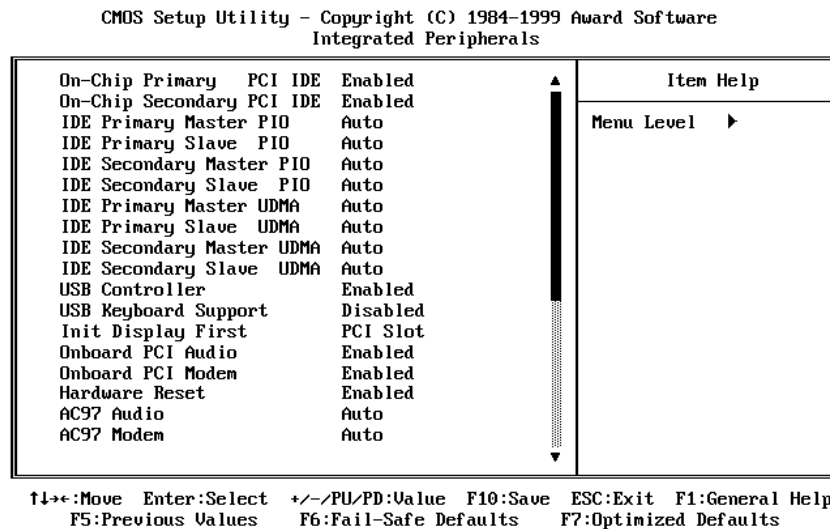 CMOS Setup Utility - Copyright (C) 1984-1999 Award Software
Integrated Peripherals
On-Chip Primary PCI IDE Enabled
On-Chip Secondary PCI IDE Enabled
IDE Primary Master PIO Auto
IDE Primary Slave PIO Auto
IDE Secondary Master PIO Auto
IDE Secondary Slave PIO Auto
IDE Primary Master UDMA Auto
IDE Primary Slave UDMA Auto
IDE Secondary Master UDMA Auto
IDE Secondary Slave UDMA Auto
USB Controller Enabled
USB Keyboard Support Disabled
Init Display First PCI Slot
Onboard PCI Audio Enabled
Onboard PCI Modem Enabled
Hardware Reset Enabled
AC97 Audio Auto
AC97 Modem Auto
Item Help
Menu Level ▶
↑↓→←:Move Enter:Select +/-/PU/PD:Value F10:Save ESC:Exit F1:General Help
F5:Previous Values F6:Fail-Safe Defaults F7:Optimized Defaults